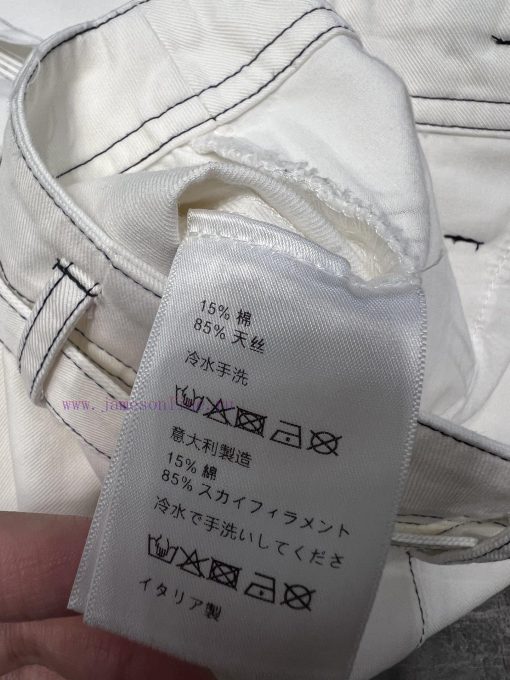 15% 棉
85% 天丝
冷水手洗
意大利製造
15% 綿
85% スカイフィラメント
冷水で手洗いしてくださ
イタリア製